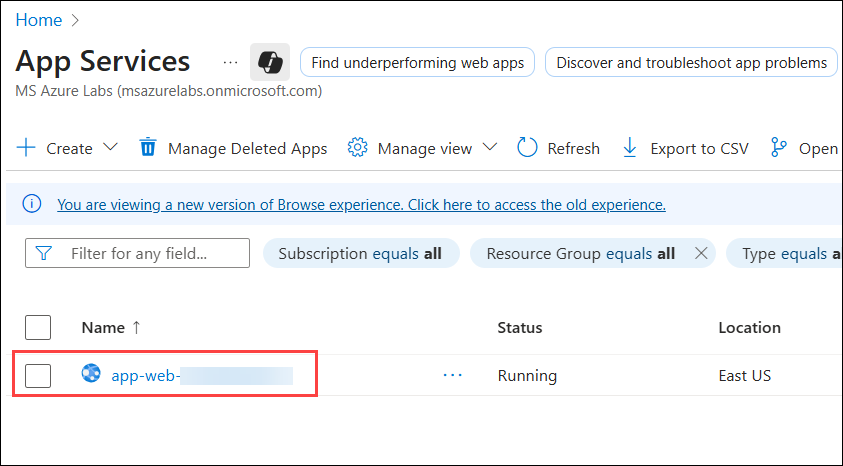 Home >
App Services ... Find underperforming web apps Discover and troubleshoot app problems
MS Azure Labs (msazurelabs.onmicrosoft.com)
Create Manage Deleted Apps Manage view Refresh Export to CSV Open
You are viewing a new version of Browse experience. Click here to access the old experience.
Filter for any field... Subscription equals all Resource Group equals all Type equals
Name ↑ Status Location
app-web- ... Running East US